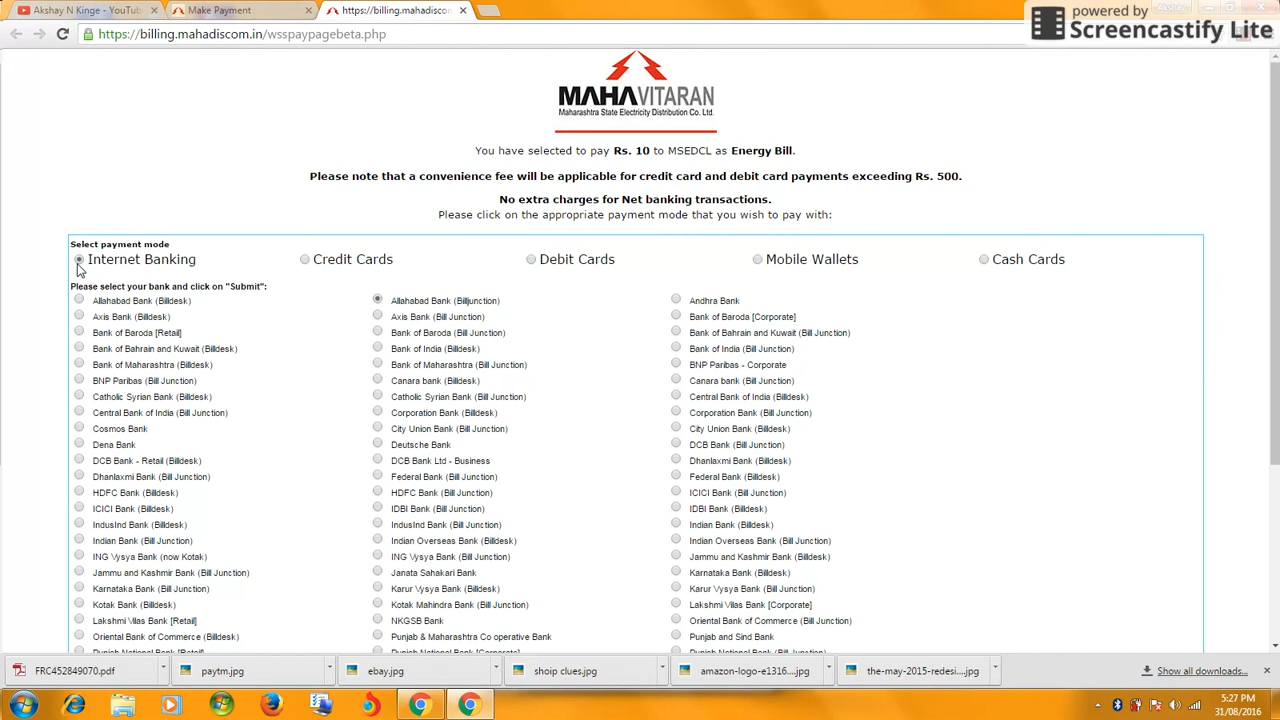 Akshay N Kinge - YouTub
Make Payment
https://billing.mahadiscom
Akshay
powered by
Screencastify Lite
https://billing.mahadiscom.in/wsspaypagebeta.php
MAHAVITARAN
Maharashtra State Electricity Distribution Co. Ltd.
You have selected to pay Rs. 10 to MSEDCL as Energy Bill.
Please note that a convenience fee will be applicable for credit card and debit card payments exceeding Rs. 500.
No extra charges for Net banking transactions.
Please click on the appropriate payment mode that you wish to pay with:
Select payment mode
Internet Banking Credit Cards Debit Cards Mobile Wallets Cash Cards
Please select your bank and click on "Submit":
Allahabad Bank (Billdesk) Allahabad Bank (Billjunction) Andhra Bank
Axis Bank (Billdesk) Axis Bank (Bill Junction) Bank of Baroda [Corporate]
Bank of Baroda [Retail] Bank of Baroda (Bill Junction) Bank of Bahrain and Kuwait (Bill Junction)
Bank of Bahrain and Kuwait (Billdesk) Bank of India (Billdesk) Bank of India (Bill Junction)
Bank of Maharashtra (Billdesk) Bank of Maharashtra (Bill Junction) BNP Paribas - Corporate
BNP Paribas (Bill Junction) Canara bank (Billdesk) Canara bank (Bill Junction)
Catholic Syrian Bank (Billdesk) Catholic Syrian Bank (Bill Junction) Central Bank of India (Billdesk)
Central Bank of India (Bill Junction) Corporation Bank (Billdesk) Corporation Bank (Bill Junction)
Cosmos Bank City Union Bank (Bill Junction) City Union Bank (Billdesk)
Dena Bank Deutsche Bank DCB Bank (Bill Junction)
DCB Bank - Retail (Billdesk) DCB Bank Ltd - Business Dhanlaxmi Bank (Billdesk)
Dhanlaxmi Bank (Bill Junction) Federal Bank (Bill Junction) Federal Bank (Billdesk)
HDFC Bank (Billdesk) HDFC Bank (Bill Junction) ICICI Bank (Bill Junction)
ICICI Bank (Billdesk) IDBI Bank (Bill Junction) IDBI Bank (Billdesk)
IndusInd Bank (Billdesk) IndusInd Bank (Bill Junction) Indian Bank (Billdesk)
Indian Bank (Bill Junction) Indian Overseas Bank (Billdesk) Indian Overseas Bank (Bill Junction)
ING Vysya Bank (now Kotak) ING Vysya Bank (Bill Junction) Jammu and Kashmir Bank (Billdesk)
Jammu and Kashmir Bank (Bill Junction) Janata Sahakari Bank Karnataka Bank (Billdesk)
Karnataka Bank (Bill Junction) Karur Vysya Bank (Billdesk) Karur Vysya Bank (Bill Junction)
Kotak Bank (Billdesk) Kotak Mahindra Bank (Bill Junction) Lakshmi Vilas Bank [Corporate]
Lakshmi Vilas Bank [Retail] NKGSB Bank Oriental Bank of Commerce (Bill Junction)
Oriental Bank of Commerce (Billdesk) Punjab & Maharashtra Co operative Bank Punjab and Sind Bank
Punjab National Bank [Retail] Punjab National Bank [Corporate] Punjab National Bank (Bill Junction)
FRC452849070.pdf paytm.jpg ebay.jpg shoip clues.jpg amazon-logo-e1316....jpg the-may-2015-redesi....jpg Show all downloads...
5:27 PM
31/08/2016